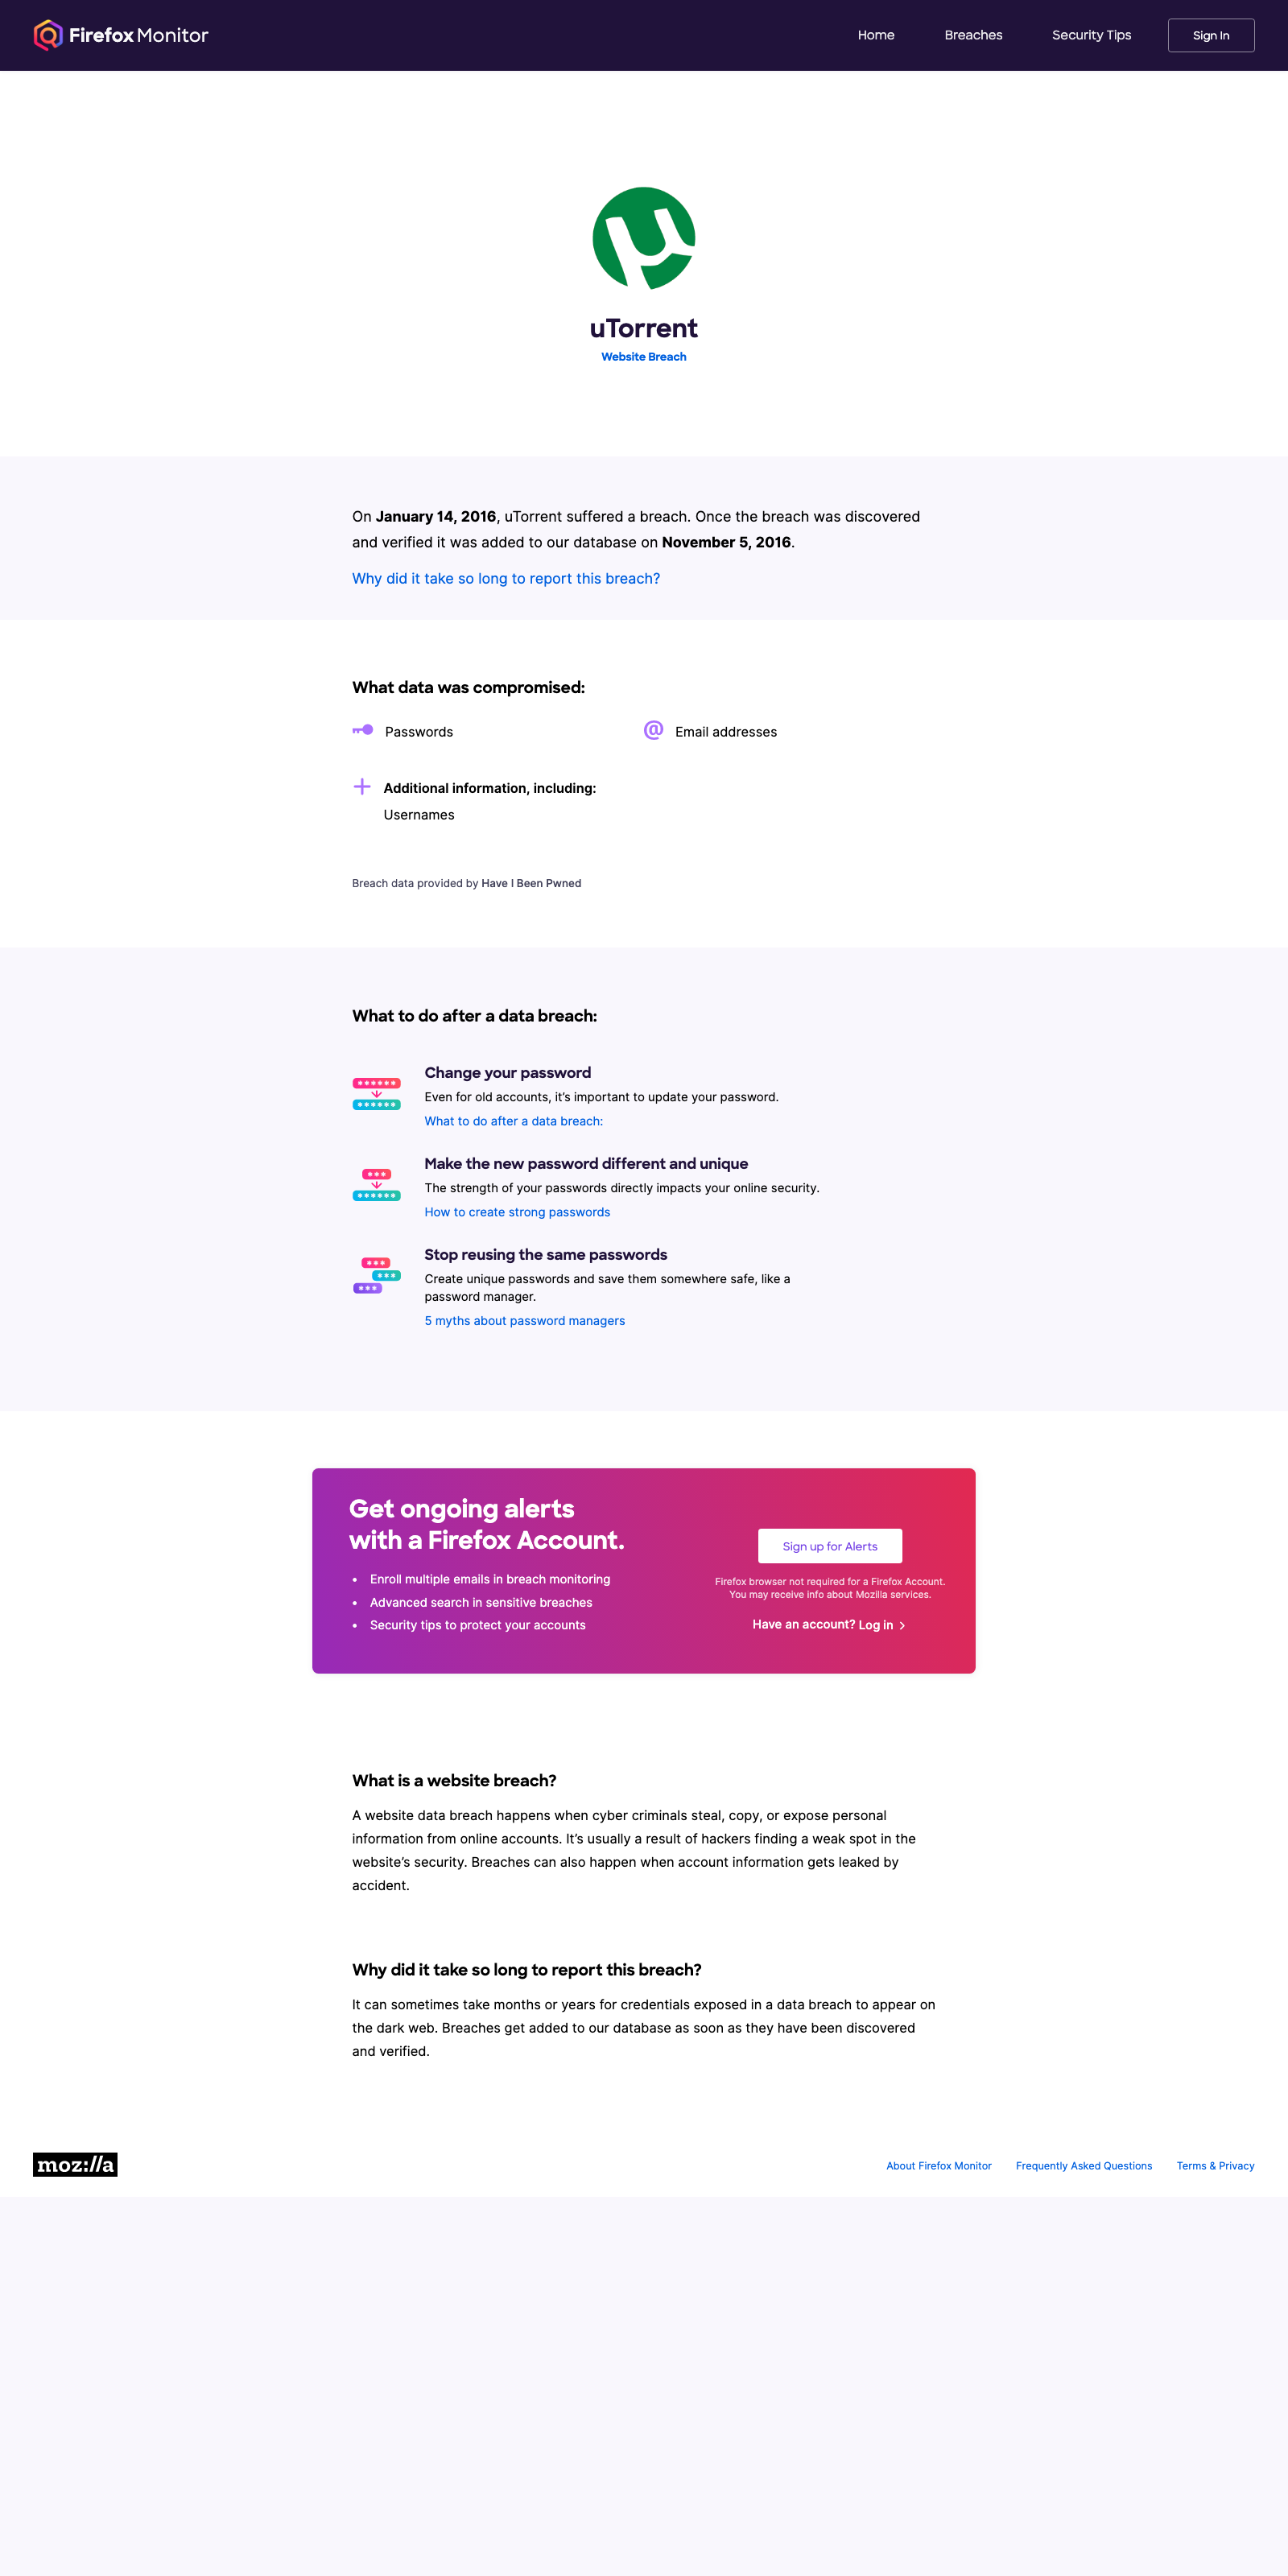 Firefox Monitor
Home
Breaches
Security Tips
Sign In
uTorrent
Website Breach
On January 14, 2016, uTorrent suffered a breach. Once the breach was discovered
and verified it was added to our database on November 5, 2016.
Why did it take so long to report this breach?
What data was compromised:
Passwords
@ Email addresses
Additional information, including:
Usernames
Breach data provided by Have I Been Pwned
What to do after a data breach:
Change your password
Even for old accounts, it’s important to update your password.
What to do after a data breach:
Make the new password different and unique
The strength of your passwords directly impacts your online security.
How to create strong passwords
Stop reusing the same passwords
Create unique passwords and save them somewhere safe, like a
password manager.
5 myths about password managers
Get ongoing alerts
with a Firefox Account.
• Enroll multiple emails in breach monitoring
• Advanced search in sensitive breaches
• Security tips to protect your accounts
Sign up for Alerts
Firefox browser not required for a Firefox Account.
You may receive info about Mozilla services.
Have an account? Log in
What is a website breach?
A website data breach happens when cyber criminals steal, copy, or expose personal
information from online accounts. It’s usually a result of hackers finding a weak spot in the
website’s security. Breaches can also happen when account information gets leaked by
accident.
Why did it take so long to report this breach?
It can sometimes take months or years for credentials exposed in a data breach to appear on
the dark web. Breaches get added to our database as soon as they have been discovered
and verified.
moz://a
About Firefox Monitor
Frequently Asked Questions
Terms & Privacy